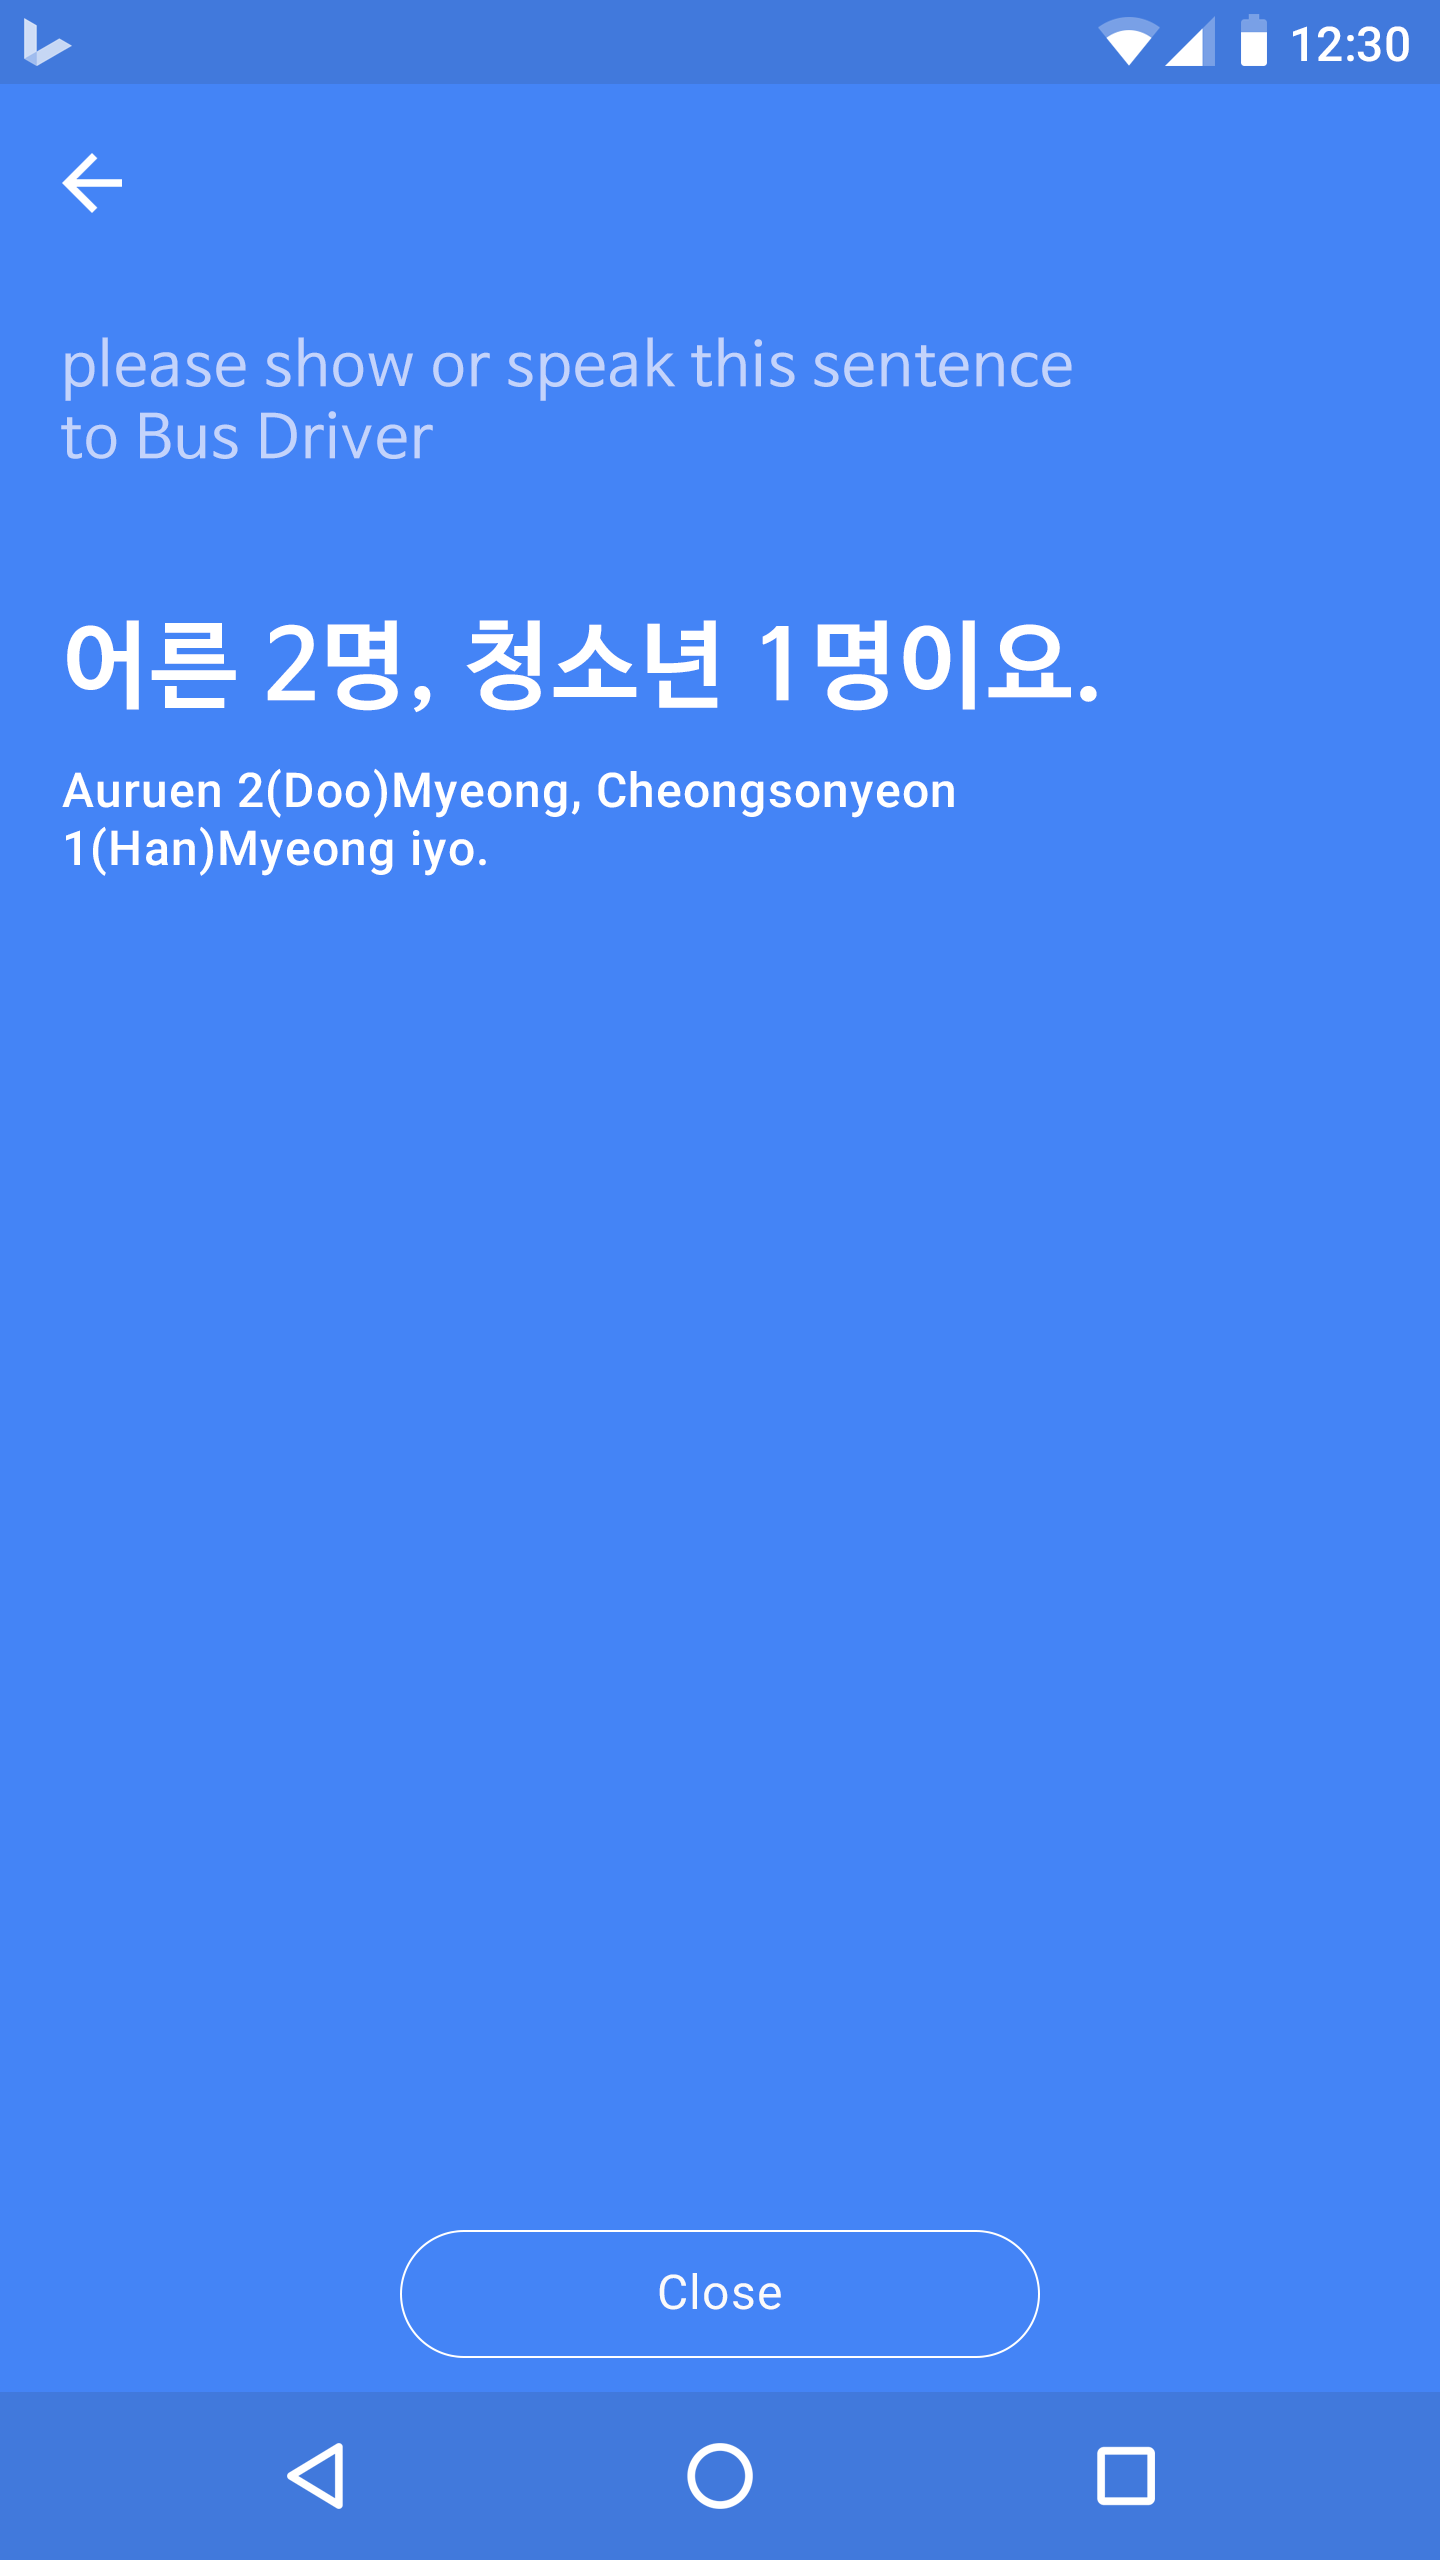 12:30
please show or speak this sentence
to Bus Driver
어른 2명, 청소년 1명이요.
Auruen 2(Doo)Myeong, Cheongsonyeon
1(Han)Myeong iyo.
Close